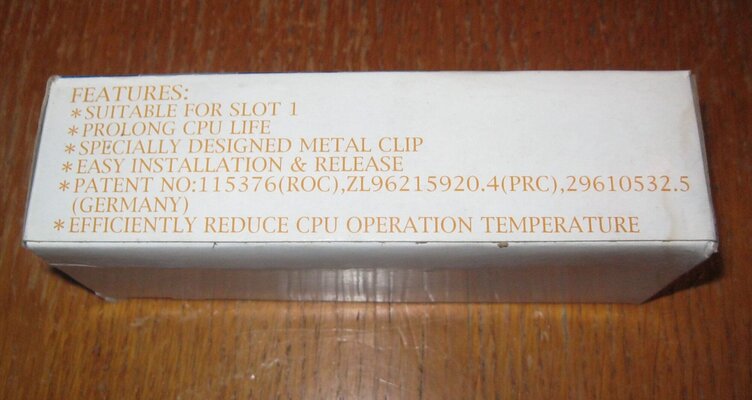 FEATURES:
*SUITABLE FOR SLOT 1
*PROLONG CPU LIFE
*SPECIALLY DESIGNED METAL CLIP
*EASY INSTALLATION & RELEASE
*PATENT NO:115376(ROC),ZL96215920.4(PRC),29610532.5
(GERMANY)
*EFFICIENTLY REDUCE CPU OPERATION TEMPERATURE